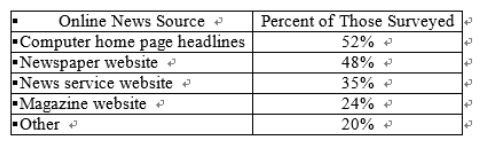 Online News Source Percent of Those Surveyed
▪Computer home page headlines 52%
▪Newspaper website 48%
▪News service website 35%
▪Magazine website 24%
▪Other 20%